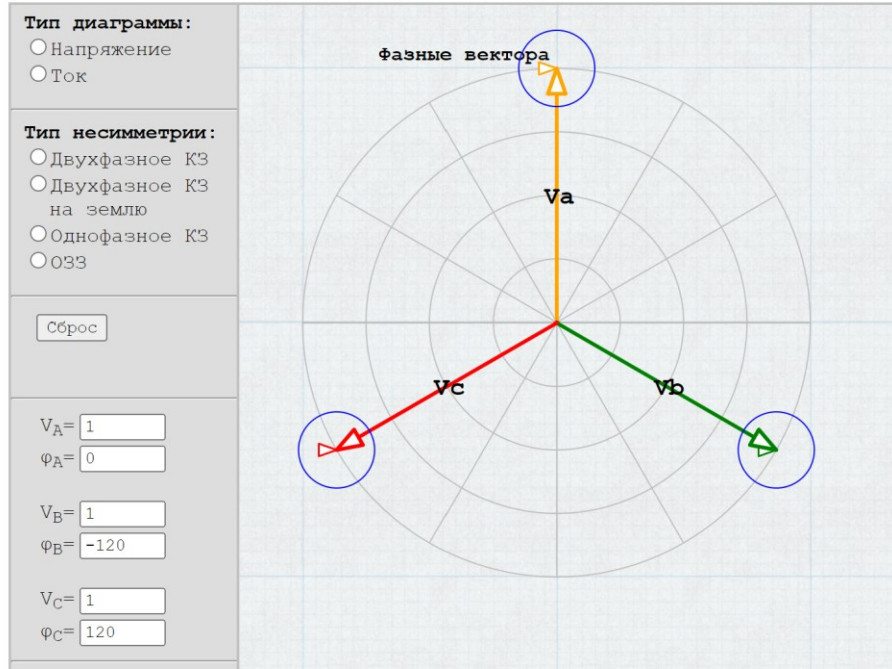 Тип диаграммы:
Напряжение
Ток
Тип несимметрии:
Двухфазное КЗ
Двухфазное КЗ
на землю
Однофазное КЗ
ОЗЗ
Сброс
VA= 1
φA= 0
VB= 1
φB= -120
VC= 1
φC= 120
Фазные вектора
Va
Vc
Vb